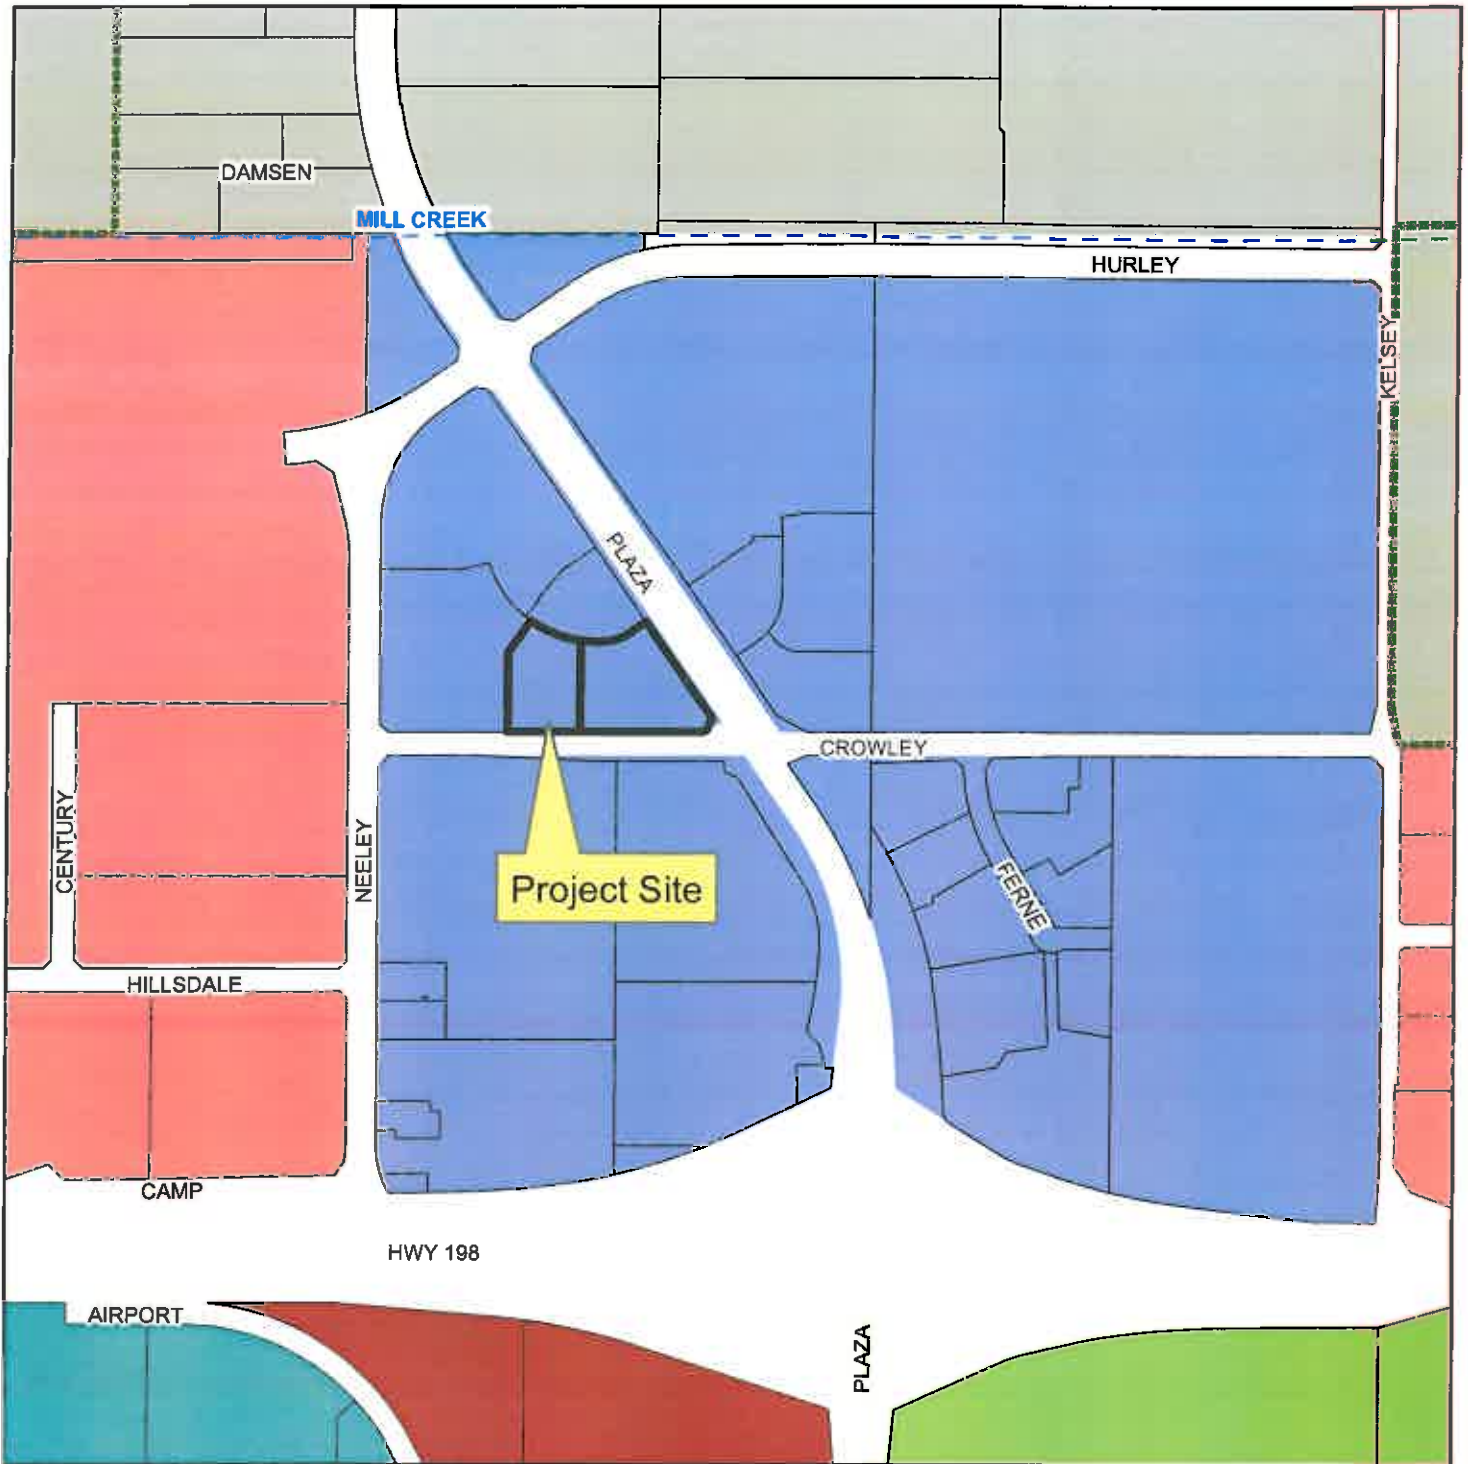 DAMSEN
MILL CREEK
HURLEY
KELSEY
PLAZA
CROWLEY
CENTURY
NEELEY
Project Site
FERNE
HILLSDALE
CAMP
HWY 198
AIRPORT
PLAZA